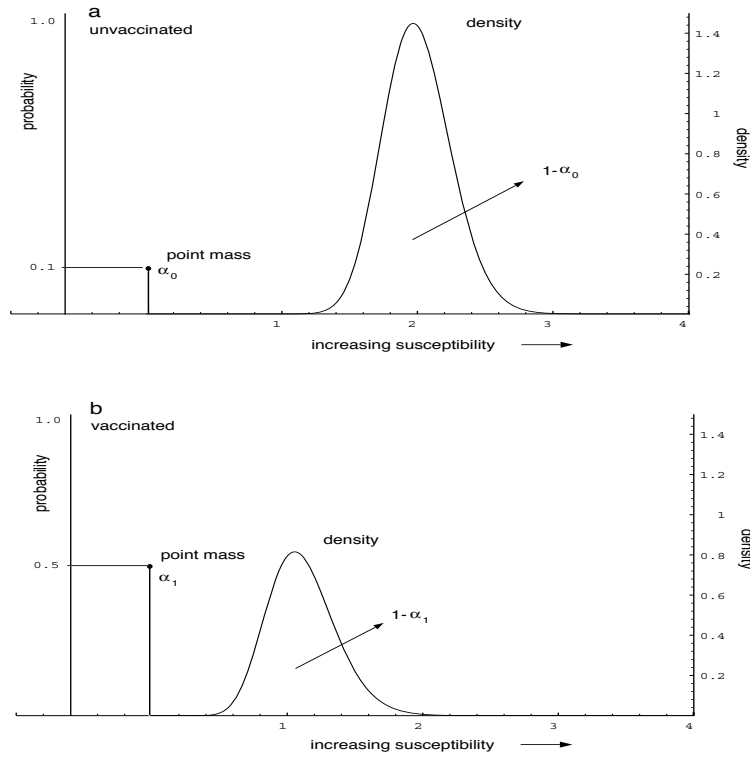 a
unvaccinated
density
1.0
probability
0.1
point mass
α0
1-α0
1.4
1.2
1
0.8
0.6
0.4
0.2
density
1 2 3 4
increasing susceptibility
b
vaccinated
1.0
probability
0.5
point mass
α1
density
1-α1
1.4
1.2
1
0.8
0.6
0.4
0.2
density
1 2 3 4
increasing susceptibility